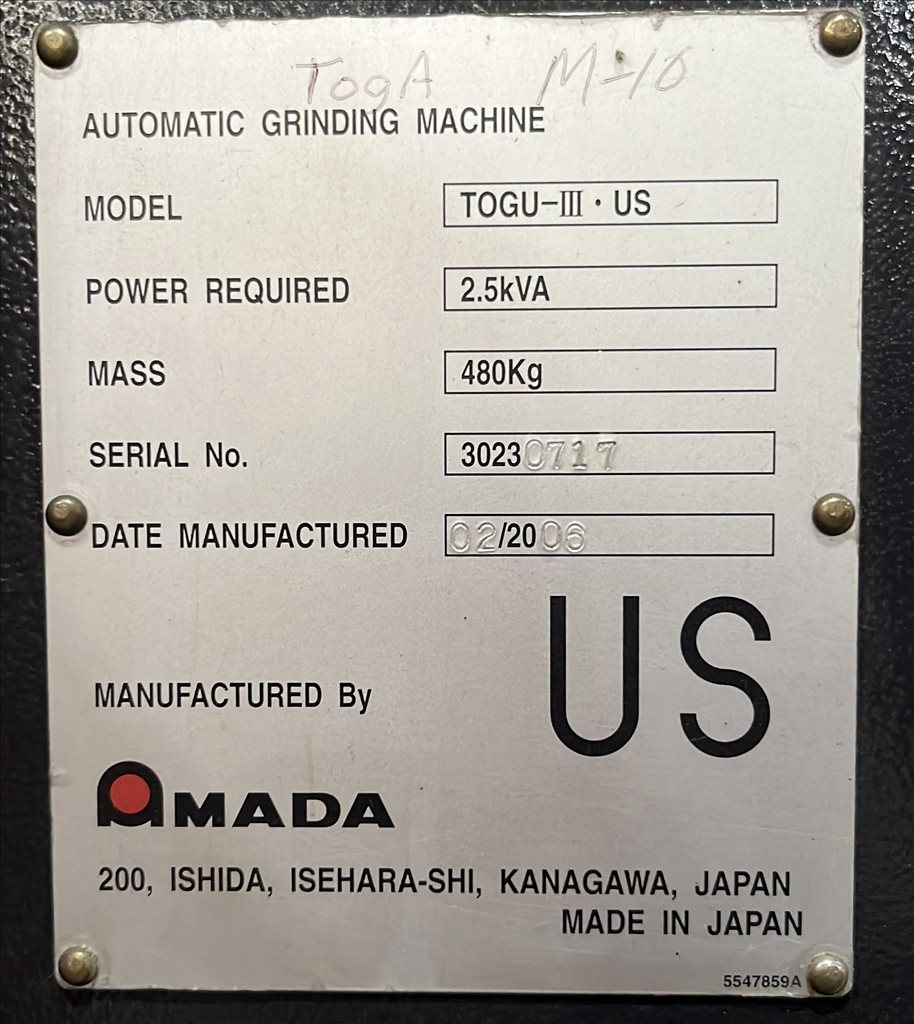 TogA M-10
AUTOMATIC GRINDING MACHINE
MODEL TOGU-III・US
POWER REQUIRED 2.5kVA
MASS 480Kg
SERIAL No. 30230717
DATE MANUFACTURED 02/2006
US
MANUFACTURED By
AMADA
200, ISHIDA, ISEHARA-SHI, KANAGAWA, JAPAN
MADE IN JAPAN
5547859A